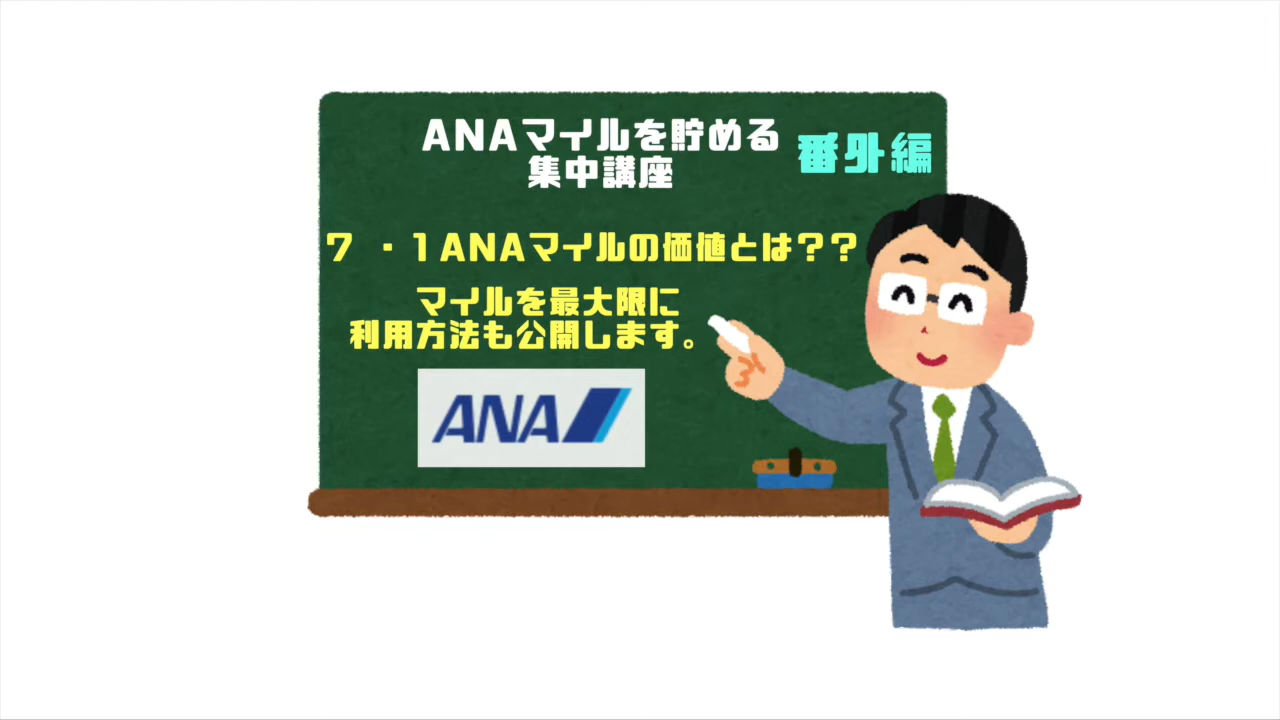 ANAマイルを貯める
集中講座
番外編
７ ・１ANAマイルの価値とは？？
マイルを最大限に
利用方法も公開します。
ANA